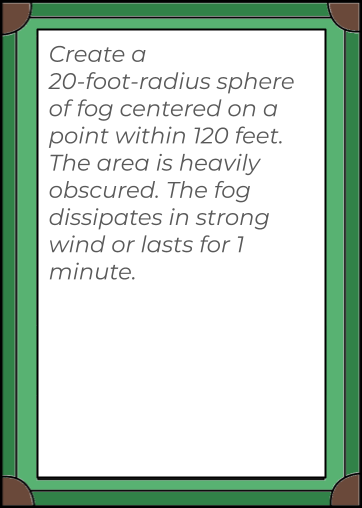 Create a
20-foot-radius sphere
of fog centered on a
point within 120 feet.
The area is heavily
obscured. The fog
dissipates in strong
wind or lasts for 1
minute.